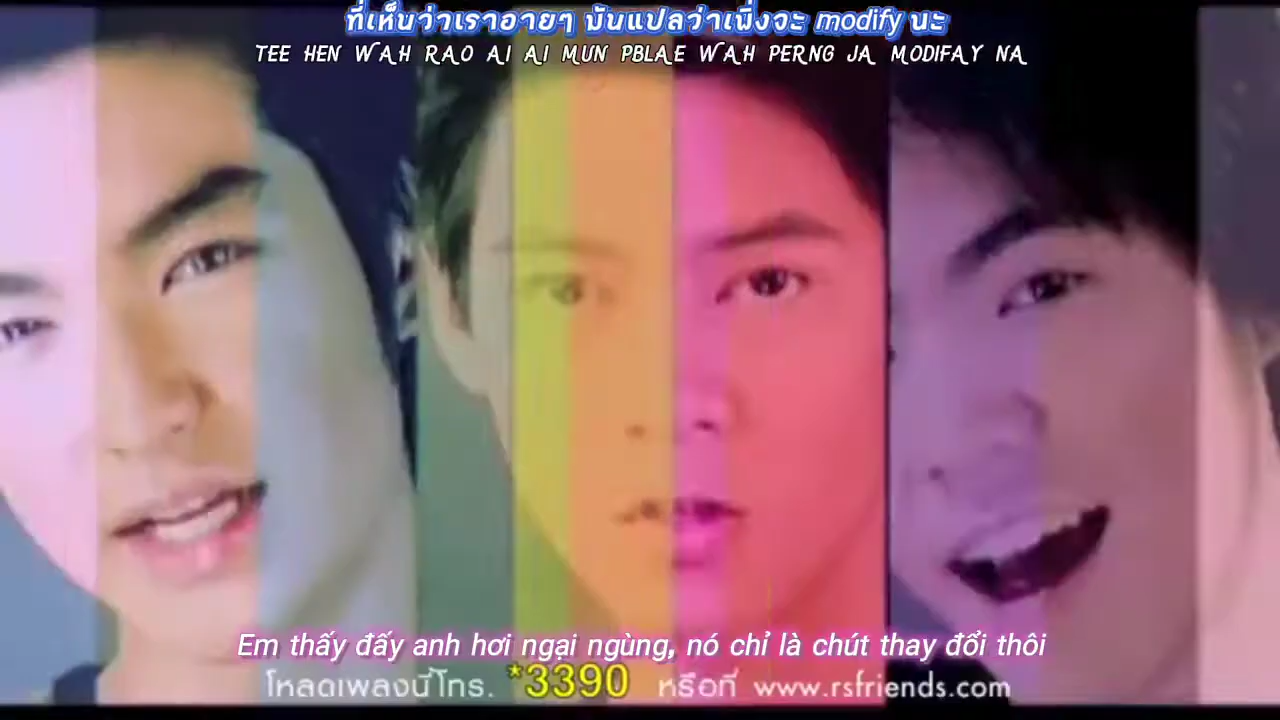 ที่เห็นว่าเราอายๆ มันแปลว่าเพิ่งจะ modify นะ
TEE HEN WAH RAO AI AI MUN PBLAE WAH PERNG JA MODIFAY NA
Em thấy đấy anh hơi ngại ngùng, nó chỉ là chút thay đổi thôi
โหลดเพลงนี้โทร. *3390 หรือที่ www.rsfriends.com